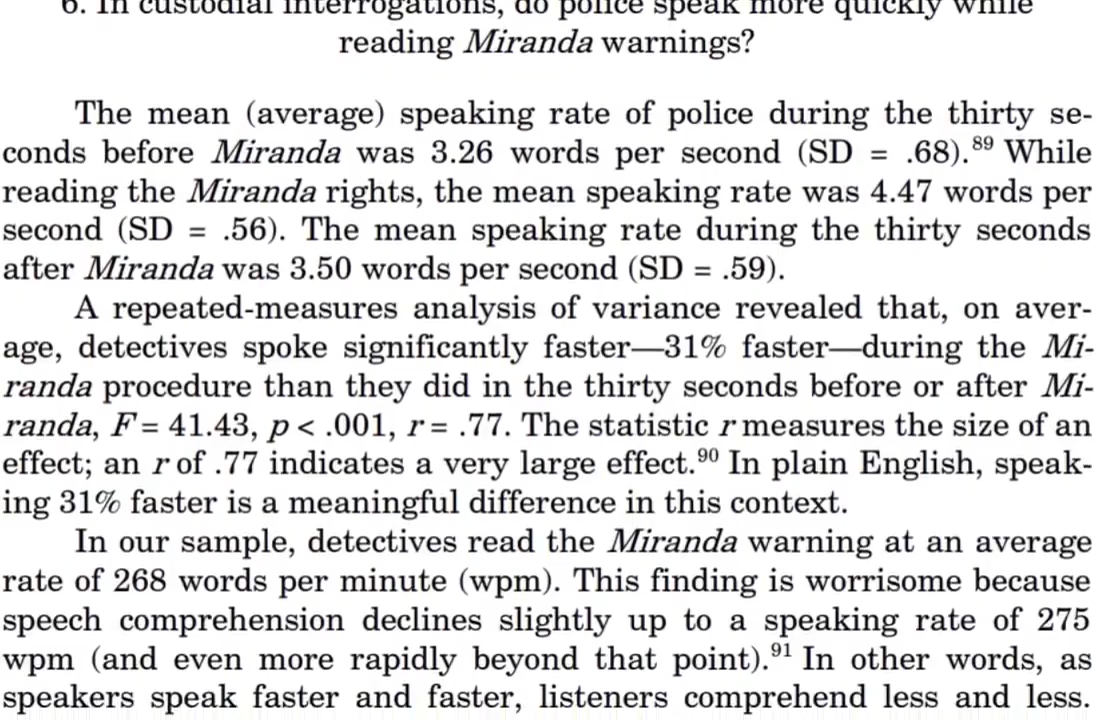 6. In custodial interrogations, do police speak more quickly while
reading Miranda warnings?
The mean (average) speaking rate of police during the thirty se-
conds before Miranda was 3.26 words per second (SD = .68).89 While
reading the Miranda rights, the mean speaking rate was 4.47 words per
second (SD = .56). The mean speaking rate during the thirty seconds
after Miranda was 3.50 words per second (SD = .59).
A repeated-measures analysis of variance revealed that, on aver-
age, detectives spoke significantly faster—31% faster—during the Mi-
randa procedure than they did in the thirty seconds before or after Mi-
randa, F = 41.43, p < .001, r = .77. The statistic r measures the size of an
effect; an r of .77 indicates a very large effect.90 In plain English, speak-
ing 31% faster is a meaningful difference in this context.
In our sample, detectives read the Miranda warning at an average
rate of 268 words per minute (wpm). This finding is worrisome because
speech comprehension declines slightly up to a speaking rate of 275
wpm (and even more rapidly beyond that point).91 In other words, as
speakers speak faster and faster, listeners comprehend less and less.